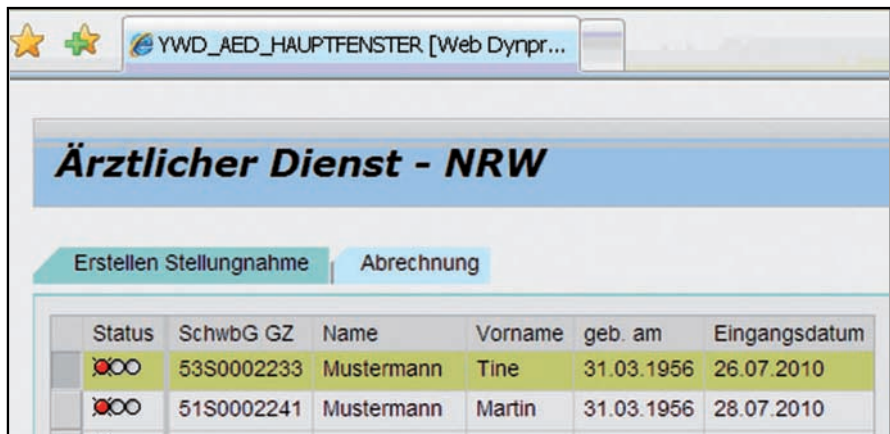 YWD_AED_HAUPTFENSTER [Web Dynpr...
Ärztlicher Dienst - NRW
Erstellen Stellungnahme Abrechnung
Status SchwbG GZ Name Vorname geb. am Eingangsdatum
53S0002233 Mustermann Tine 31.03.1956 26.07.2010
51S0002241 Mustermann Martin 31.03.1956 28.07.2010